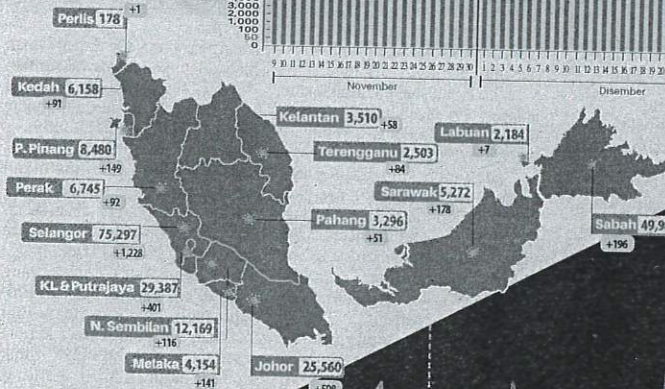 3,000
2,000
1,000
100
50
0
9 10 11 12 13 14 15 16 17 18 19 20 21 22 23 24 25 26 27 28 29 30 1 2 3 4 5 6 7 8 9 10 11 12 13 14 15 16 17 18 19 20
November Disember
Perlis 178 +1
Kedah 6,158
+91
P. Pinang 8,480
+149
Perak 6,745
+92
Selangor 75,297
+1,228
KL & Putrajaya 29,387
+401
N. Sembilan 12,169
+116
Melaka 4,154
+141
Johor 25,560
Kelantan 3,510 +58
Terengganu 2,503
+84
Pahang 3,296
+51
Labuan 2,184
+7
Sarawak 5,272
+178
Sabah 49,9
+196